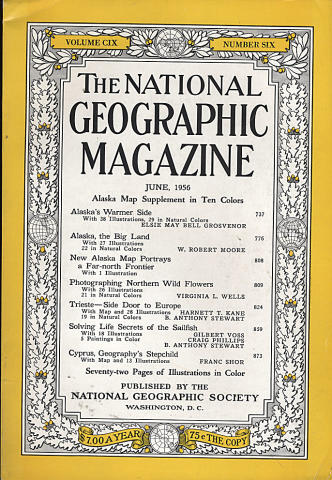 VOLUME CIX
NUMBER SIX
THE NATIONAL
GEOGRAPHIC
MAGAZINE
JUNE, 1956
Alaska Map Supplement in Ten Colors
Alaska's Warmer Side 737
With 38 Illustrations, 29 in Natural Colors
ELSIE MAY BELL GROSVENOR
Alaska, the Big Land 776
With 27 Illustrations
22 in Natural Colors W. ROBERT MOORE
New Alaska Map Portrays 808
a Far-north Frontier
With 1 Illustration
Photographing Northern Wild Flowers 809
With 26 Illustrations
21 in Natural Colors VIRGINIA L. WELLS
Trieste—Side Door to Europe 824
With Map and 28 Illustrations HARNETT T. KANE
19 in Natural Colors B. ANTHONY STEWART
Solving Life Secrets of the Sailfish 859
With 18 Illustrations GILBERT VOSS
5 Paintings in Color CRAIG PHILLIPS
B. ANTHONY STEWART
Cyprus, Geography's Stepchild 873
With Map and 13 Illustrations FRANC SHOR
Seventy-two Pages of Illustrations in Color
PUBLISHED BY THE
NATIONAL GEOGRAPHIC SOCIETY
WASHINGTON, D. C.
$7.00 A YEAR
75¢ THE COPY